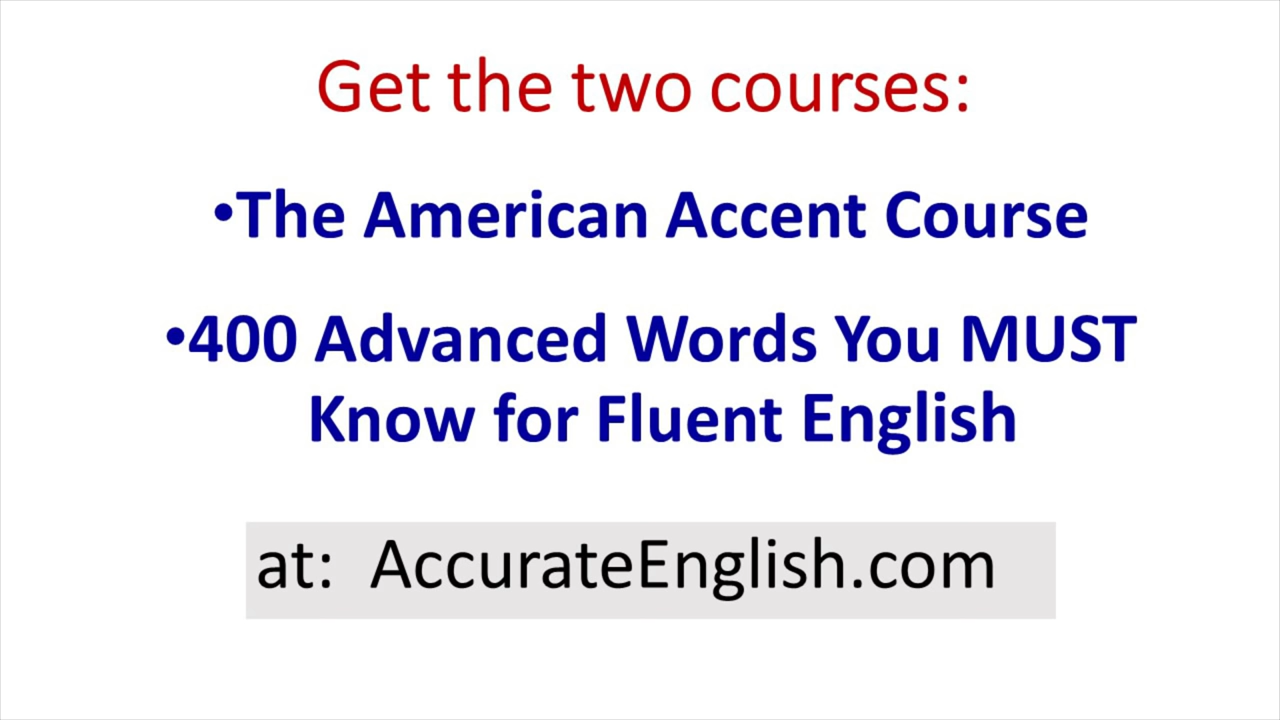 Get the two courses:
•The American Accent Course
•400 Advanced Words You MUST
Know for Fluent English
at: AccurateEnglish.com